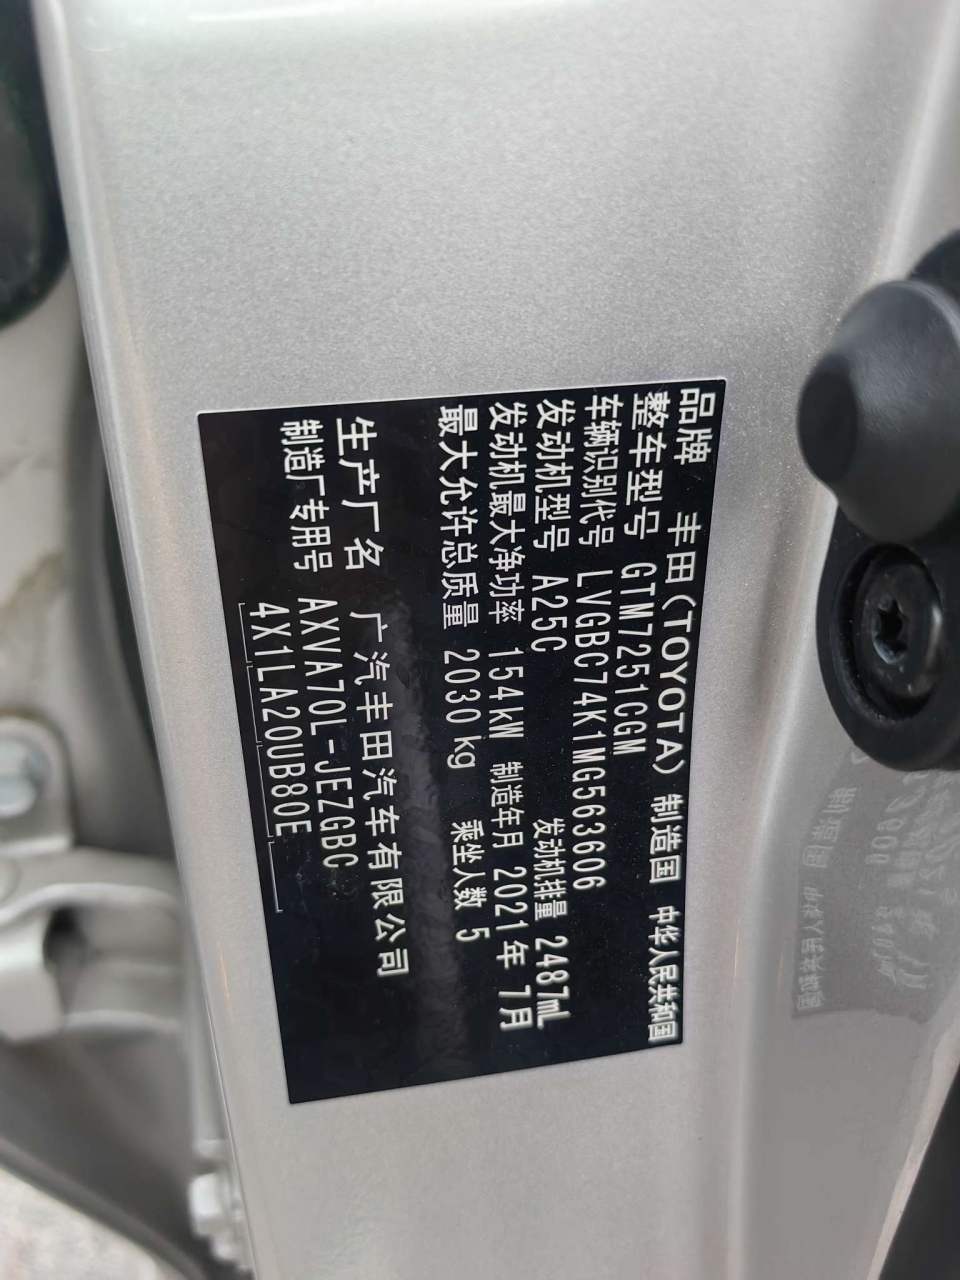 品牌 丰田(TOYOTA) 制造国 中华人民共和国
整车型号 GTM7251CGM
车辆识别代号 LVGBC74K1MG563606
发动机型号 A25C 发动机排量 2487mL
发动机最大净功率 154kW 制造年月 2021年 7月
最大允许总质量 2030kg 乘坐人数 5
生产厂名 广汽丰田汽车有限公司
制造厂专用号 AXVA70L-JEZGBC
4X1LA20UB80E